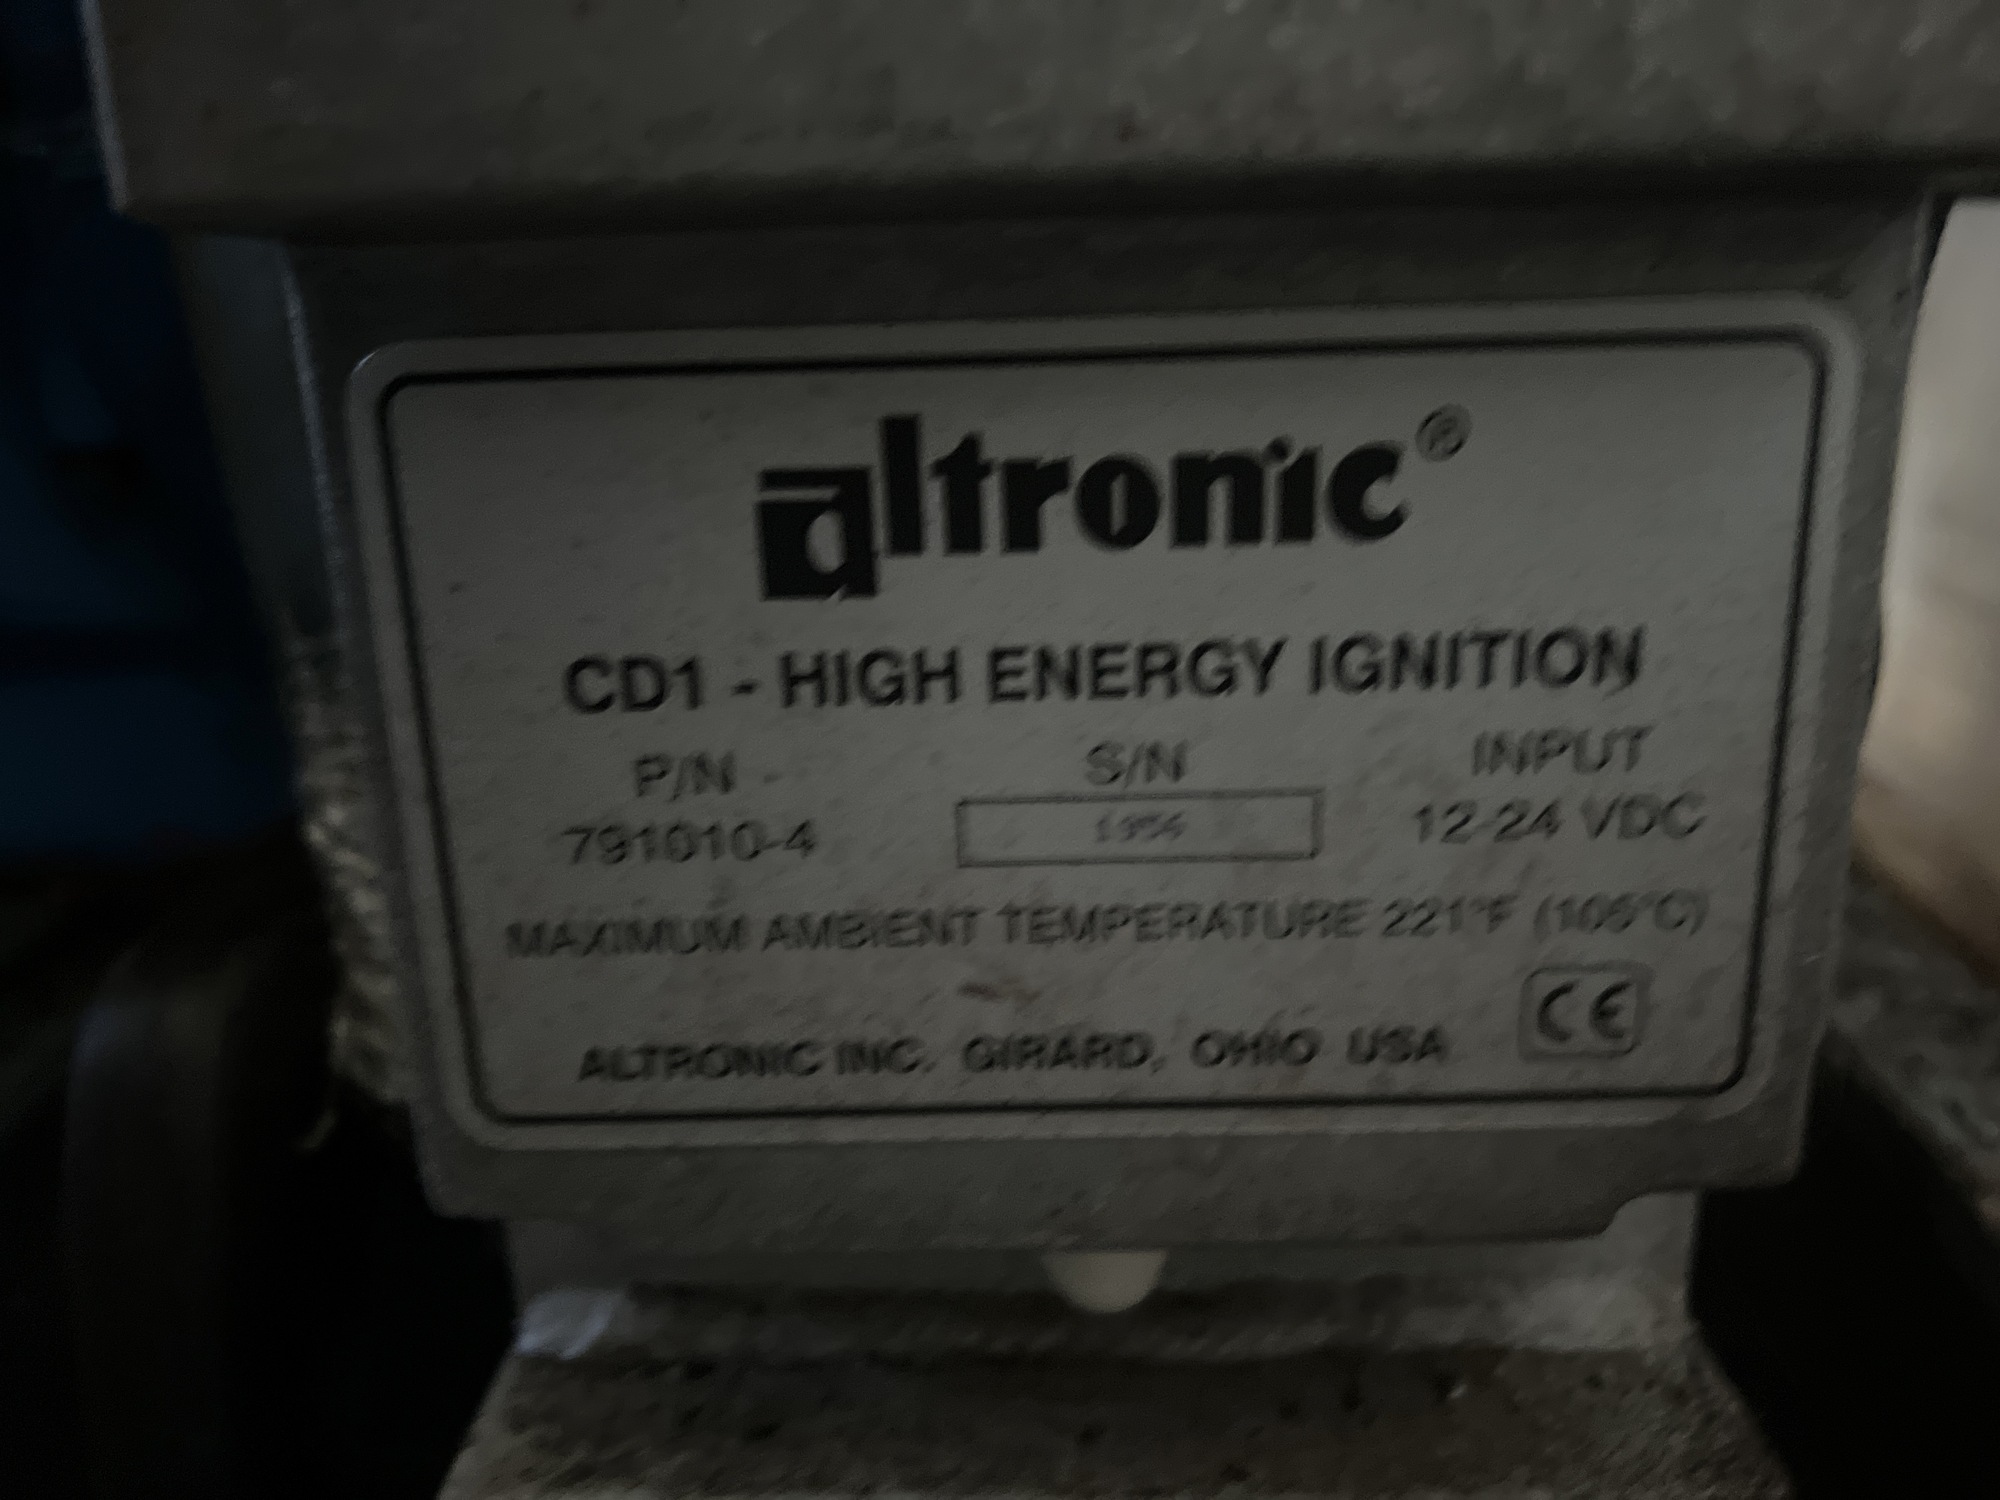 altronic®
CD1 - HIGH ENERGY IGNITION
P/N S/N INPUT
791010-4 12-24 VDC
MAXIMUM AMBIENT TEMPERATURE 221°F (105°C)
ALTRONIC INC. GIRARD, OHIO USA CE